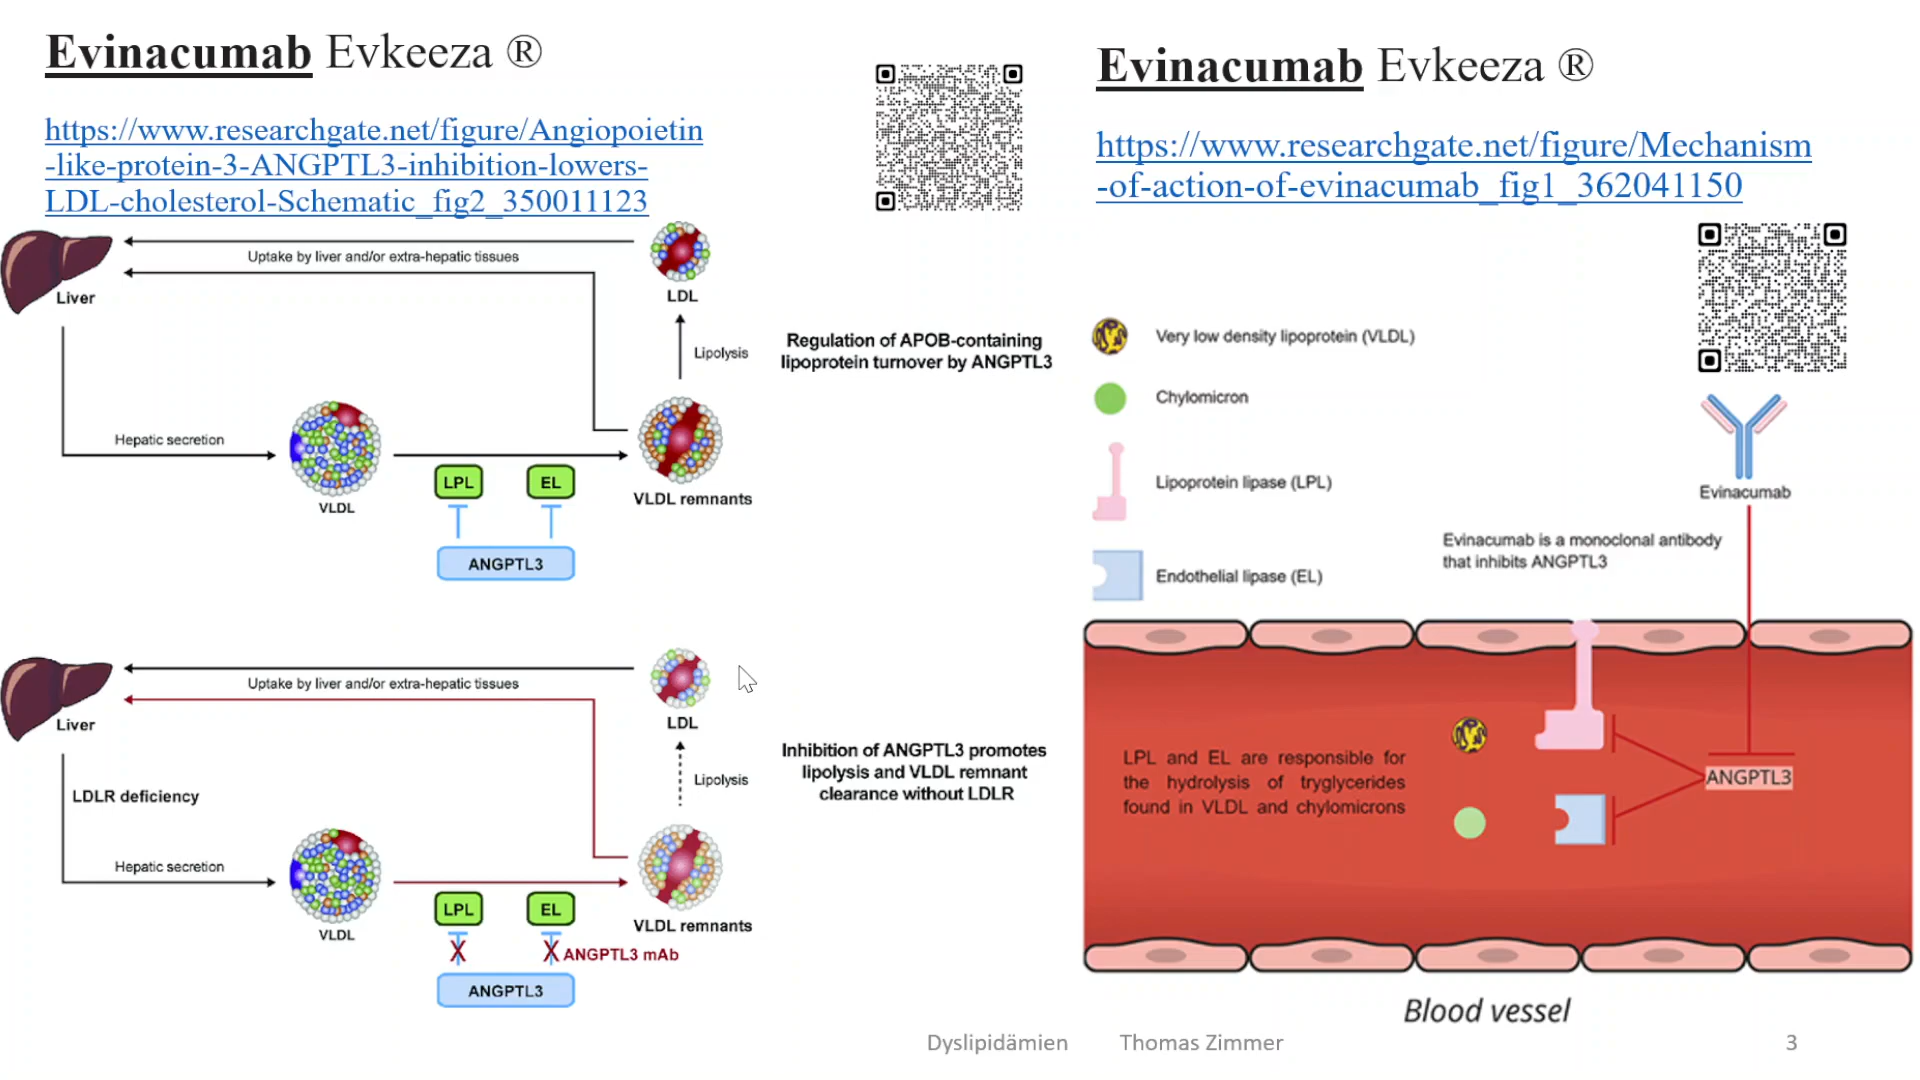 Evinacumab Evkeeza ®
https://www.researchgate.net/figure/Angiopoietin
-like-protein-3-ANGPTL3-inhibition-lowers-
LDL-cholesterol-Schematic_fig2_350011123
Uptake by liver and/or extra-hepatic tissues
Liver
LDL
Lipolysis
Regulation of APOB-containing
lipoprotein turnover by ANGPTL3
Hepatic secretion
VLDL
LPL
EL
VLDL remnants
ANGPTL3
Uptake by liver and/or extra-hepatic tissues
Liver
LDL
LDLR deficiency
Lipolysis
Inhibition of ANGPTL3 promotes
lipolysis and VLDL remnant
clearance without LDLR
Hepatic secretion
VLDL
LPL
EL
VLDL remnants
X
X ANGPTL3 mAb
ANGPTL3
Evinacumab Evkeeza ®
https://www.researchgate.net/figure/Mechanism
-of-action-of-evinacumab_fig1_362041150
Very low density lipoprotein (VLDL)
Chylomicron
Lipoprotein lipase (LPL)
Endothelial lipase (EL)
Evinacumab
Evinacumab is a monoclonal antibody
that inhibits ANGPTL3
LPL and EL are responsible for
the hydrolysis of tryglycerides
found in VLDL and chylomicrons
ANGPTL3
Blood vessel
Dyslipidämien
Thomas Zimmer
3